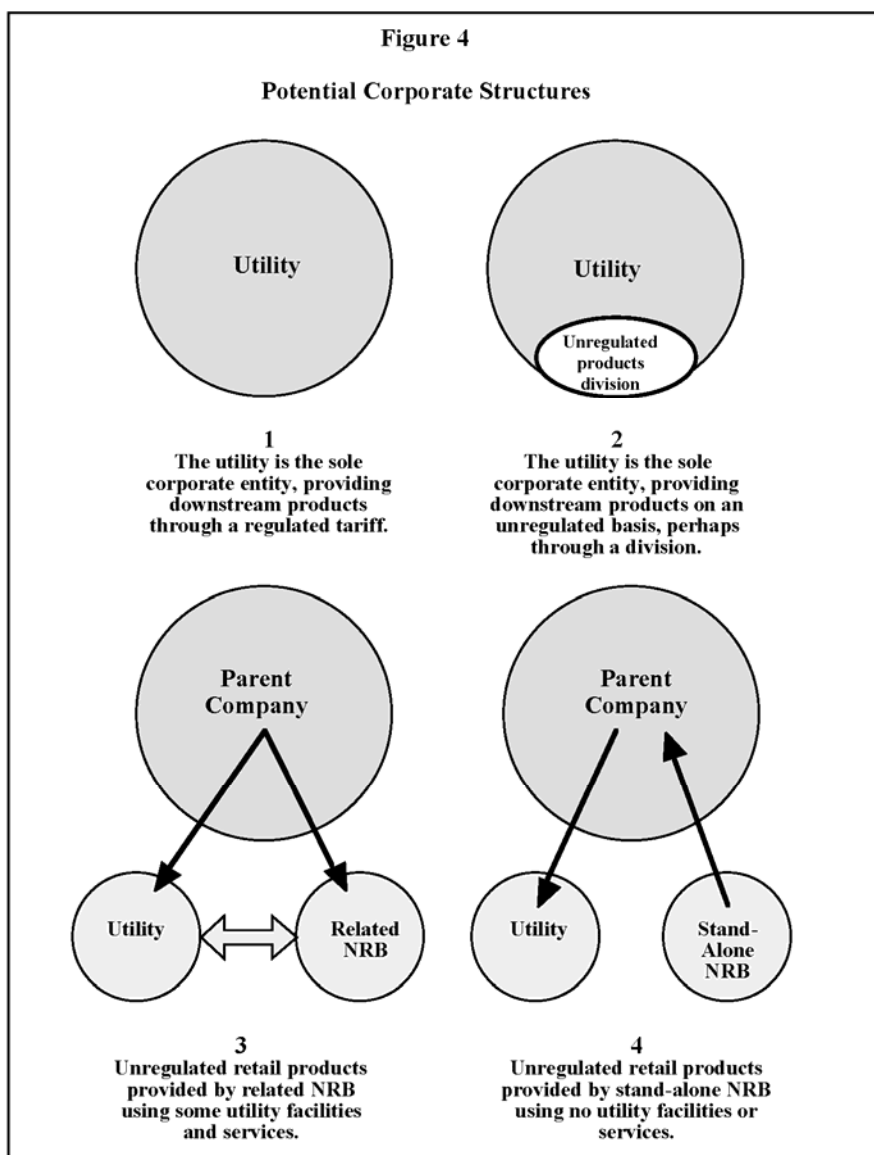 Figure 4
Potential Corporate Structures
Utility
Utility
Unregulated
products
division
1
The utility is the sole
corporate entity, providing
downstream products
through a regulated tariff.
2
The utility is the sole
corporate entity, providing
downstream products on an
unregulated basis, perhaps
through a division.
Parent
Company
Utility
Related
NRB
Parent
Company
Utility
Stand-
Alone
NRB
3
Unregulated retail products
provided by related NRB
using some utility facilities
and services.
4
Unregulated retail products
provided by stand-alone NRB
using no utility facilities or
services.